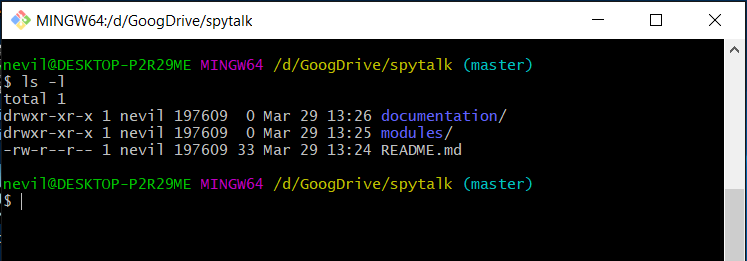 MINGW64:/d/GoogDrive/spytalk
nevil@DESKTOP-P2R29ME MINGW64 /d/GoogDrive/spytalk (master)
$ ls -l
total 1
drwxr-xr-x 1 nevil 197609  0 Mar 29 13:26 documentation/
drwxr-xr-x 1 nevil 197609  0 Mar 29 13:25 modules/
-rw-r--r-- 1 nevil 197609 33 Mar 29 13:24 README.md
nevil@DESKTOP-P2R29ME MINGW64 /d/GoogDrive/spytalk (master)
$